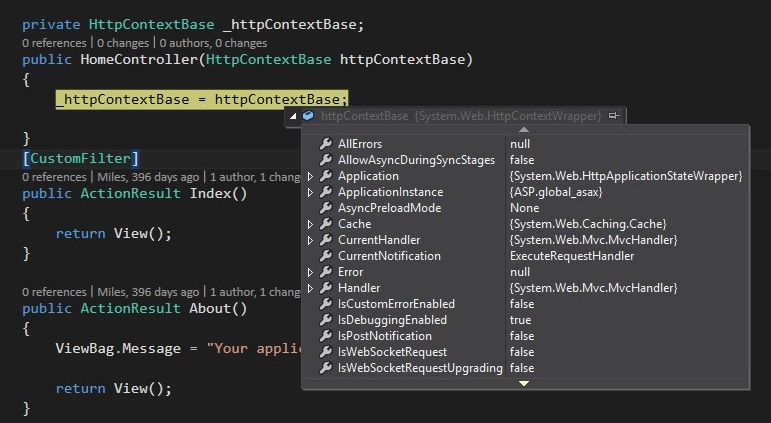 private HttpContextBase _httpContextBase;
0 references | 0 changes | 0 authors, 0 changes
public HomeController(HttpContextBase httpContextBase)
{
_httpContextBase = httpContextBase;
httpContextBase {System.Web.HttpContextWrapper}
}
[CustomFilter]
0 references | Miles, 396 days ago | 1 author, 1 chang
public ActionResult Index()
{
return View();
}
0 references | Miles, 396 days ago | 1 author, 1 chang
public ActionResult About()
{
ViewBag.Message = "Your applic
return View();
}
AllErrors null
AllowAsyncDuringSyncStages false
Application {System.Web.HttpApplicationStateWrapper}
ApplicationInstance {ASP.global_asax}
AsyncPreloadMode None
Cache {System.Web.Caching.Cache}
CurrentHandler {System.Web.Mvc.MvcHandler}
CurrentNotification ExecuteRequestHandler
Error null
Handler {System.Web.Mvc.MvcHandler}
IsCustomErrorEnabled false
IsDebuggingEnabled true
IsPostNotification false
IsWebSocketRequest false
IsWebSocketRequestUpgrading false